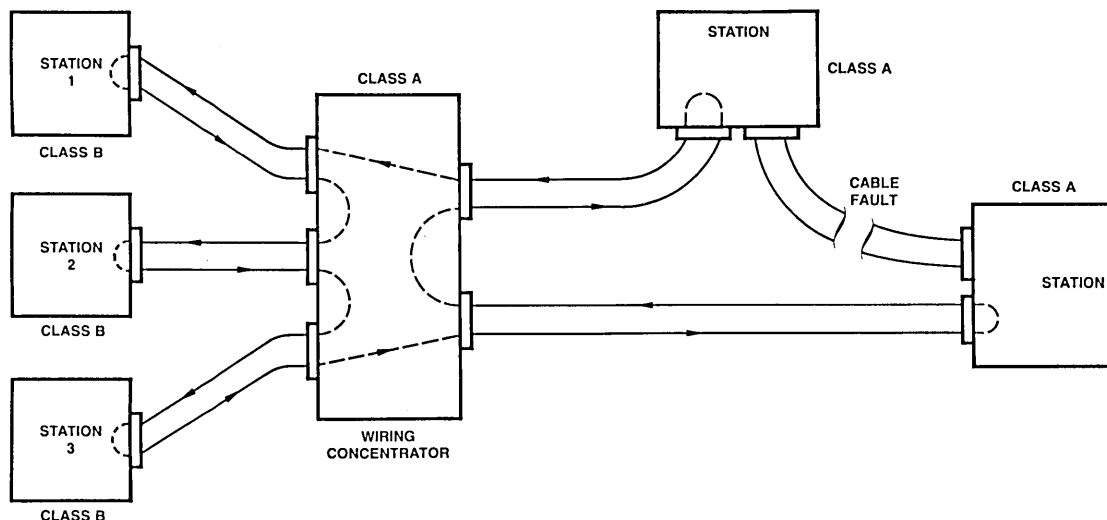 STATION
1
CLASS B
STATION
2
CLASS B
STATION
3
CLASS B
CLASS A
WIRING
CONCENTRATOR
STATION
CLASS A
CABLE
FAULT
CLASS A
STATION